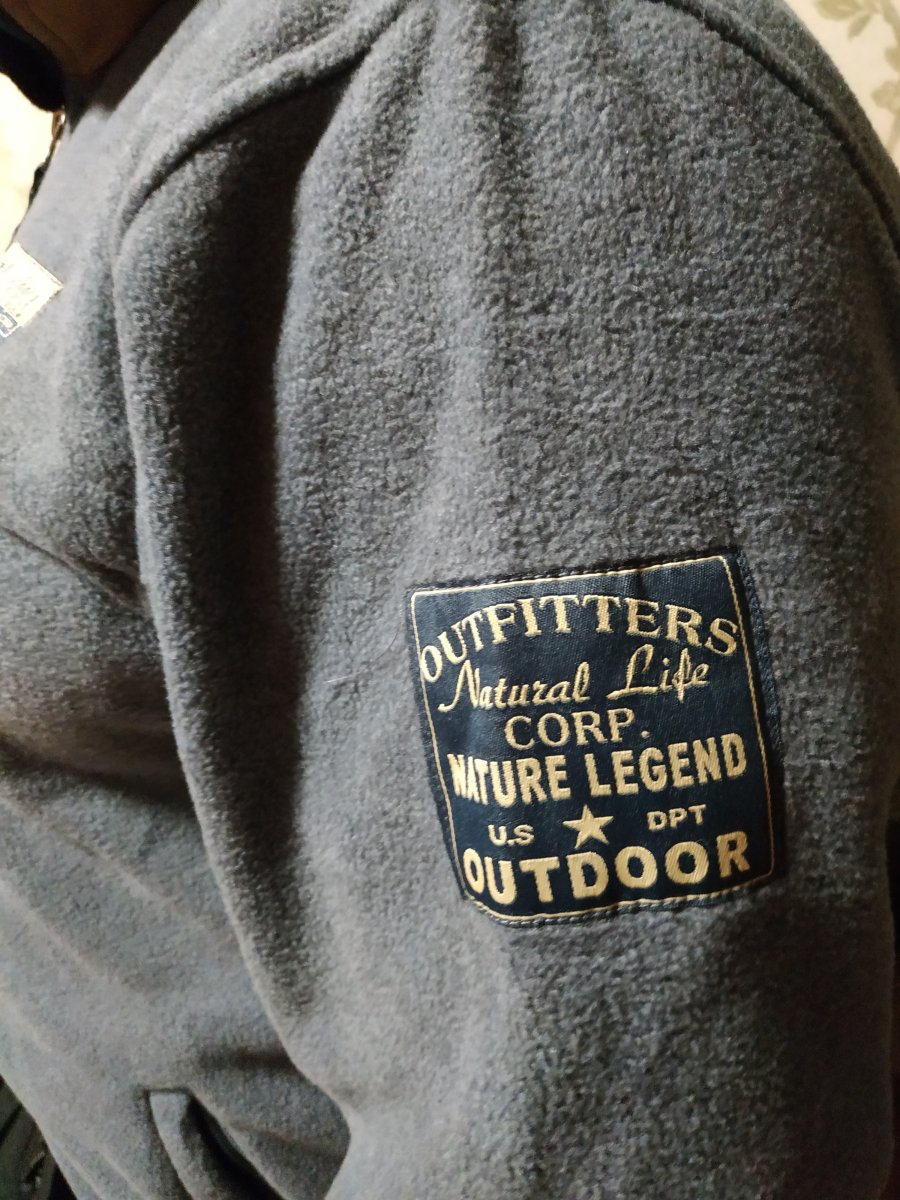 OUTFITTERS
Natural Life
CORP.
NATURE LEGEND
U.S ★ DPT
OUTDOOR